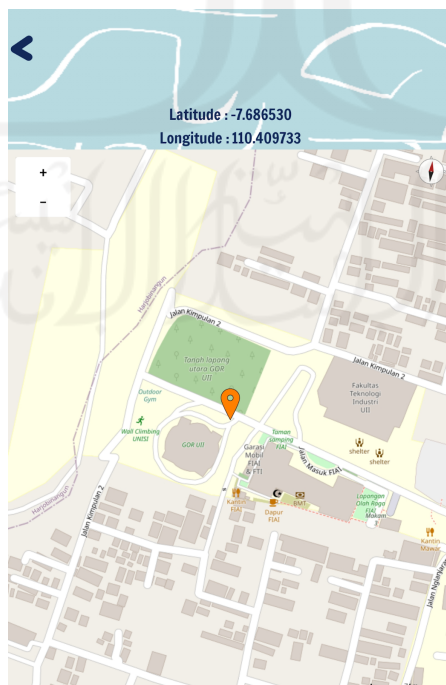 Latitude : -7.686530
Longitude : 110.409733
+
-
Harjobinangun
Jalan Kimpulan 2
Tanah lapang
utara GOR
UII
Jalan Kimpulan 2
Fakultas
Teknologi
Industri
UII
Outdoor
Gym
Wall Climbing
UNISI
GOR UII
Taman
Samping
FIAI
Garasi
Mobil
FIAI
& FTI
Jalan Masuk FIAI
shelter
shelter
Harjobinangun
Jalan Kimpulan 2
Kantin
FIAI
Dapur
FIAI
BMT
Lapangan
Olah Raga
FIAI
Makam
Kantin
Mawar